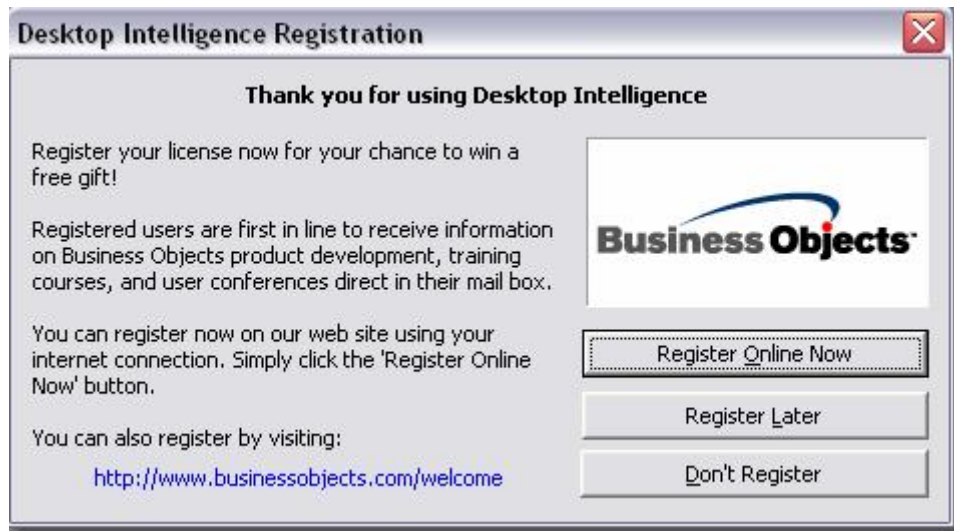 Desktop Intelligence Registration
Thank you for using Desktop Intelligence
Register your license now for your chance to win a
free gift!
Registered users are first in line to receive information
on Business Objects product development, training
courses, and user conferences direct in their mail box.
You can register now on our web site using your
internet connection. Simply click the 'Register Online
Now' button.
You can also register by visiting:
http://www.businessobjects.com/welcome
Business Objects
Register Online Now
Register Later
Don't Register